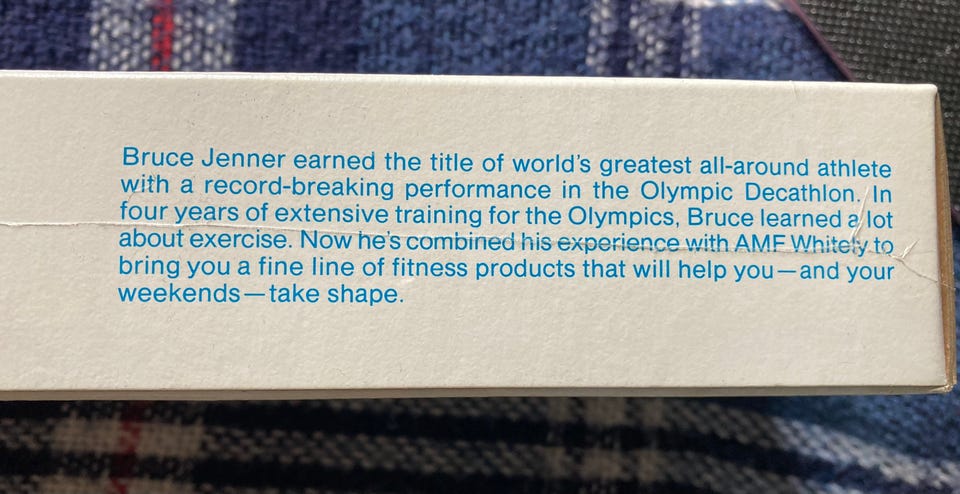 Bruce Jenner earned the title of world's greatest all-around athlete
with a record-breaking performance in the Olympic Decathlon. In
four years of extensive training for the Olympics, Bruce learned a lot
about exercise. Now he's combined his experience with AMF Whitely to
bring you a fine line of fitness products that will help you—and your
weekends—take shape.